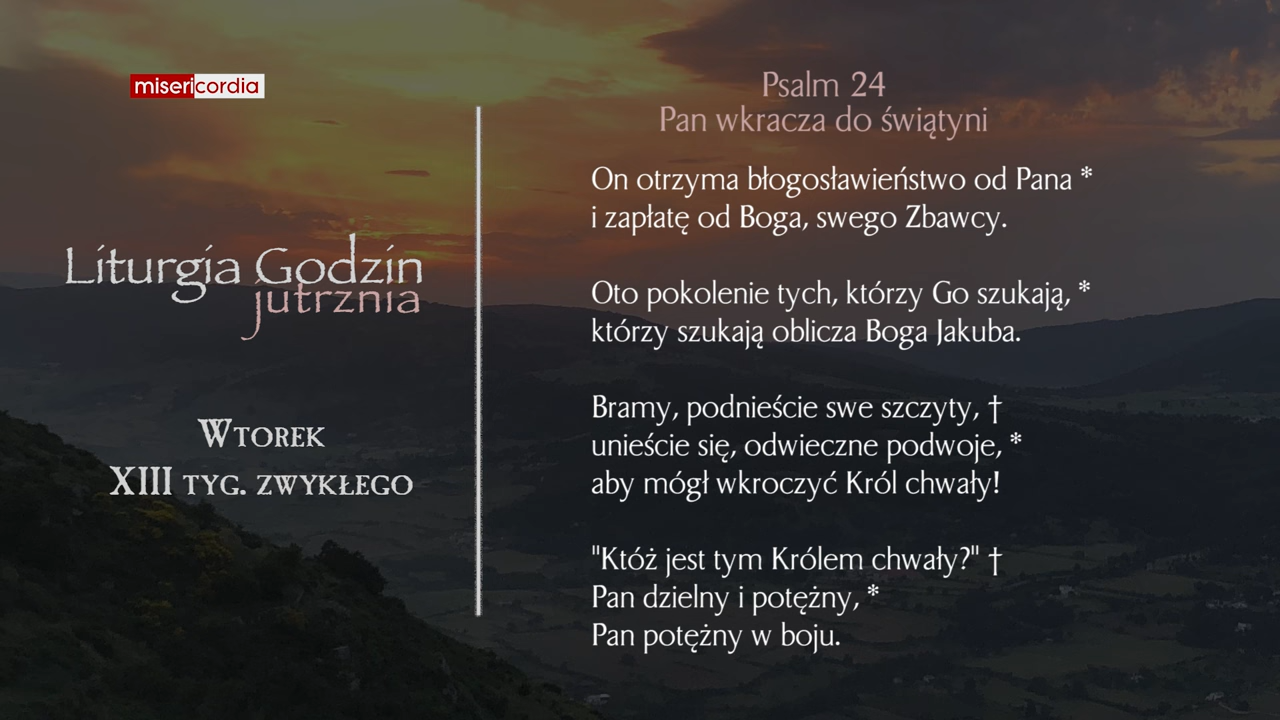 misericordia
Liturgia Godzin
jutrznia
Wtorek
XIII tyg. zwykłego
Psalm 24
Pan wkracza do świątyni
On otrzyma błogosławieństwo od Pana *
i zapłatę od Boga, swego Zbawcy.
Oto pokolenie tych, którzy Go szukają, *
którzy szukają oblicza Boga Jakuba.
Bramy, podnieście swe szczyty, †
unieście się, odwieczne podwoje, *
aby mógł wkroczyć Król chwały!
"Któż jest tym Królem chwały?" †
Pan dzielny i potężny, *
Pan potężny w boju.